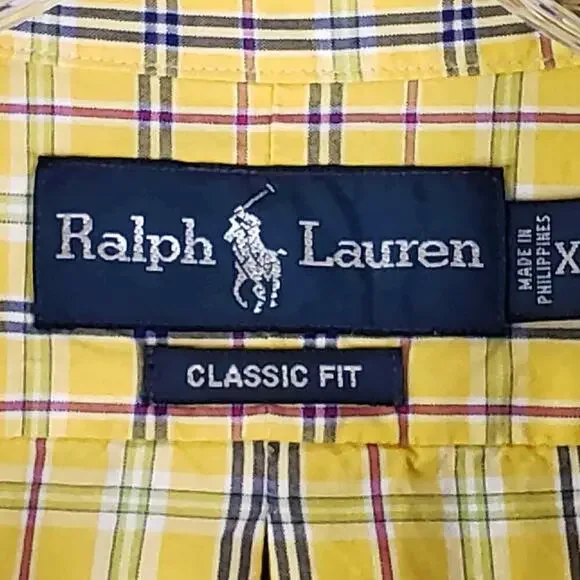 Ralph Lauren
MADE IN
PHILIPPINES
X
CLASSIC FIT